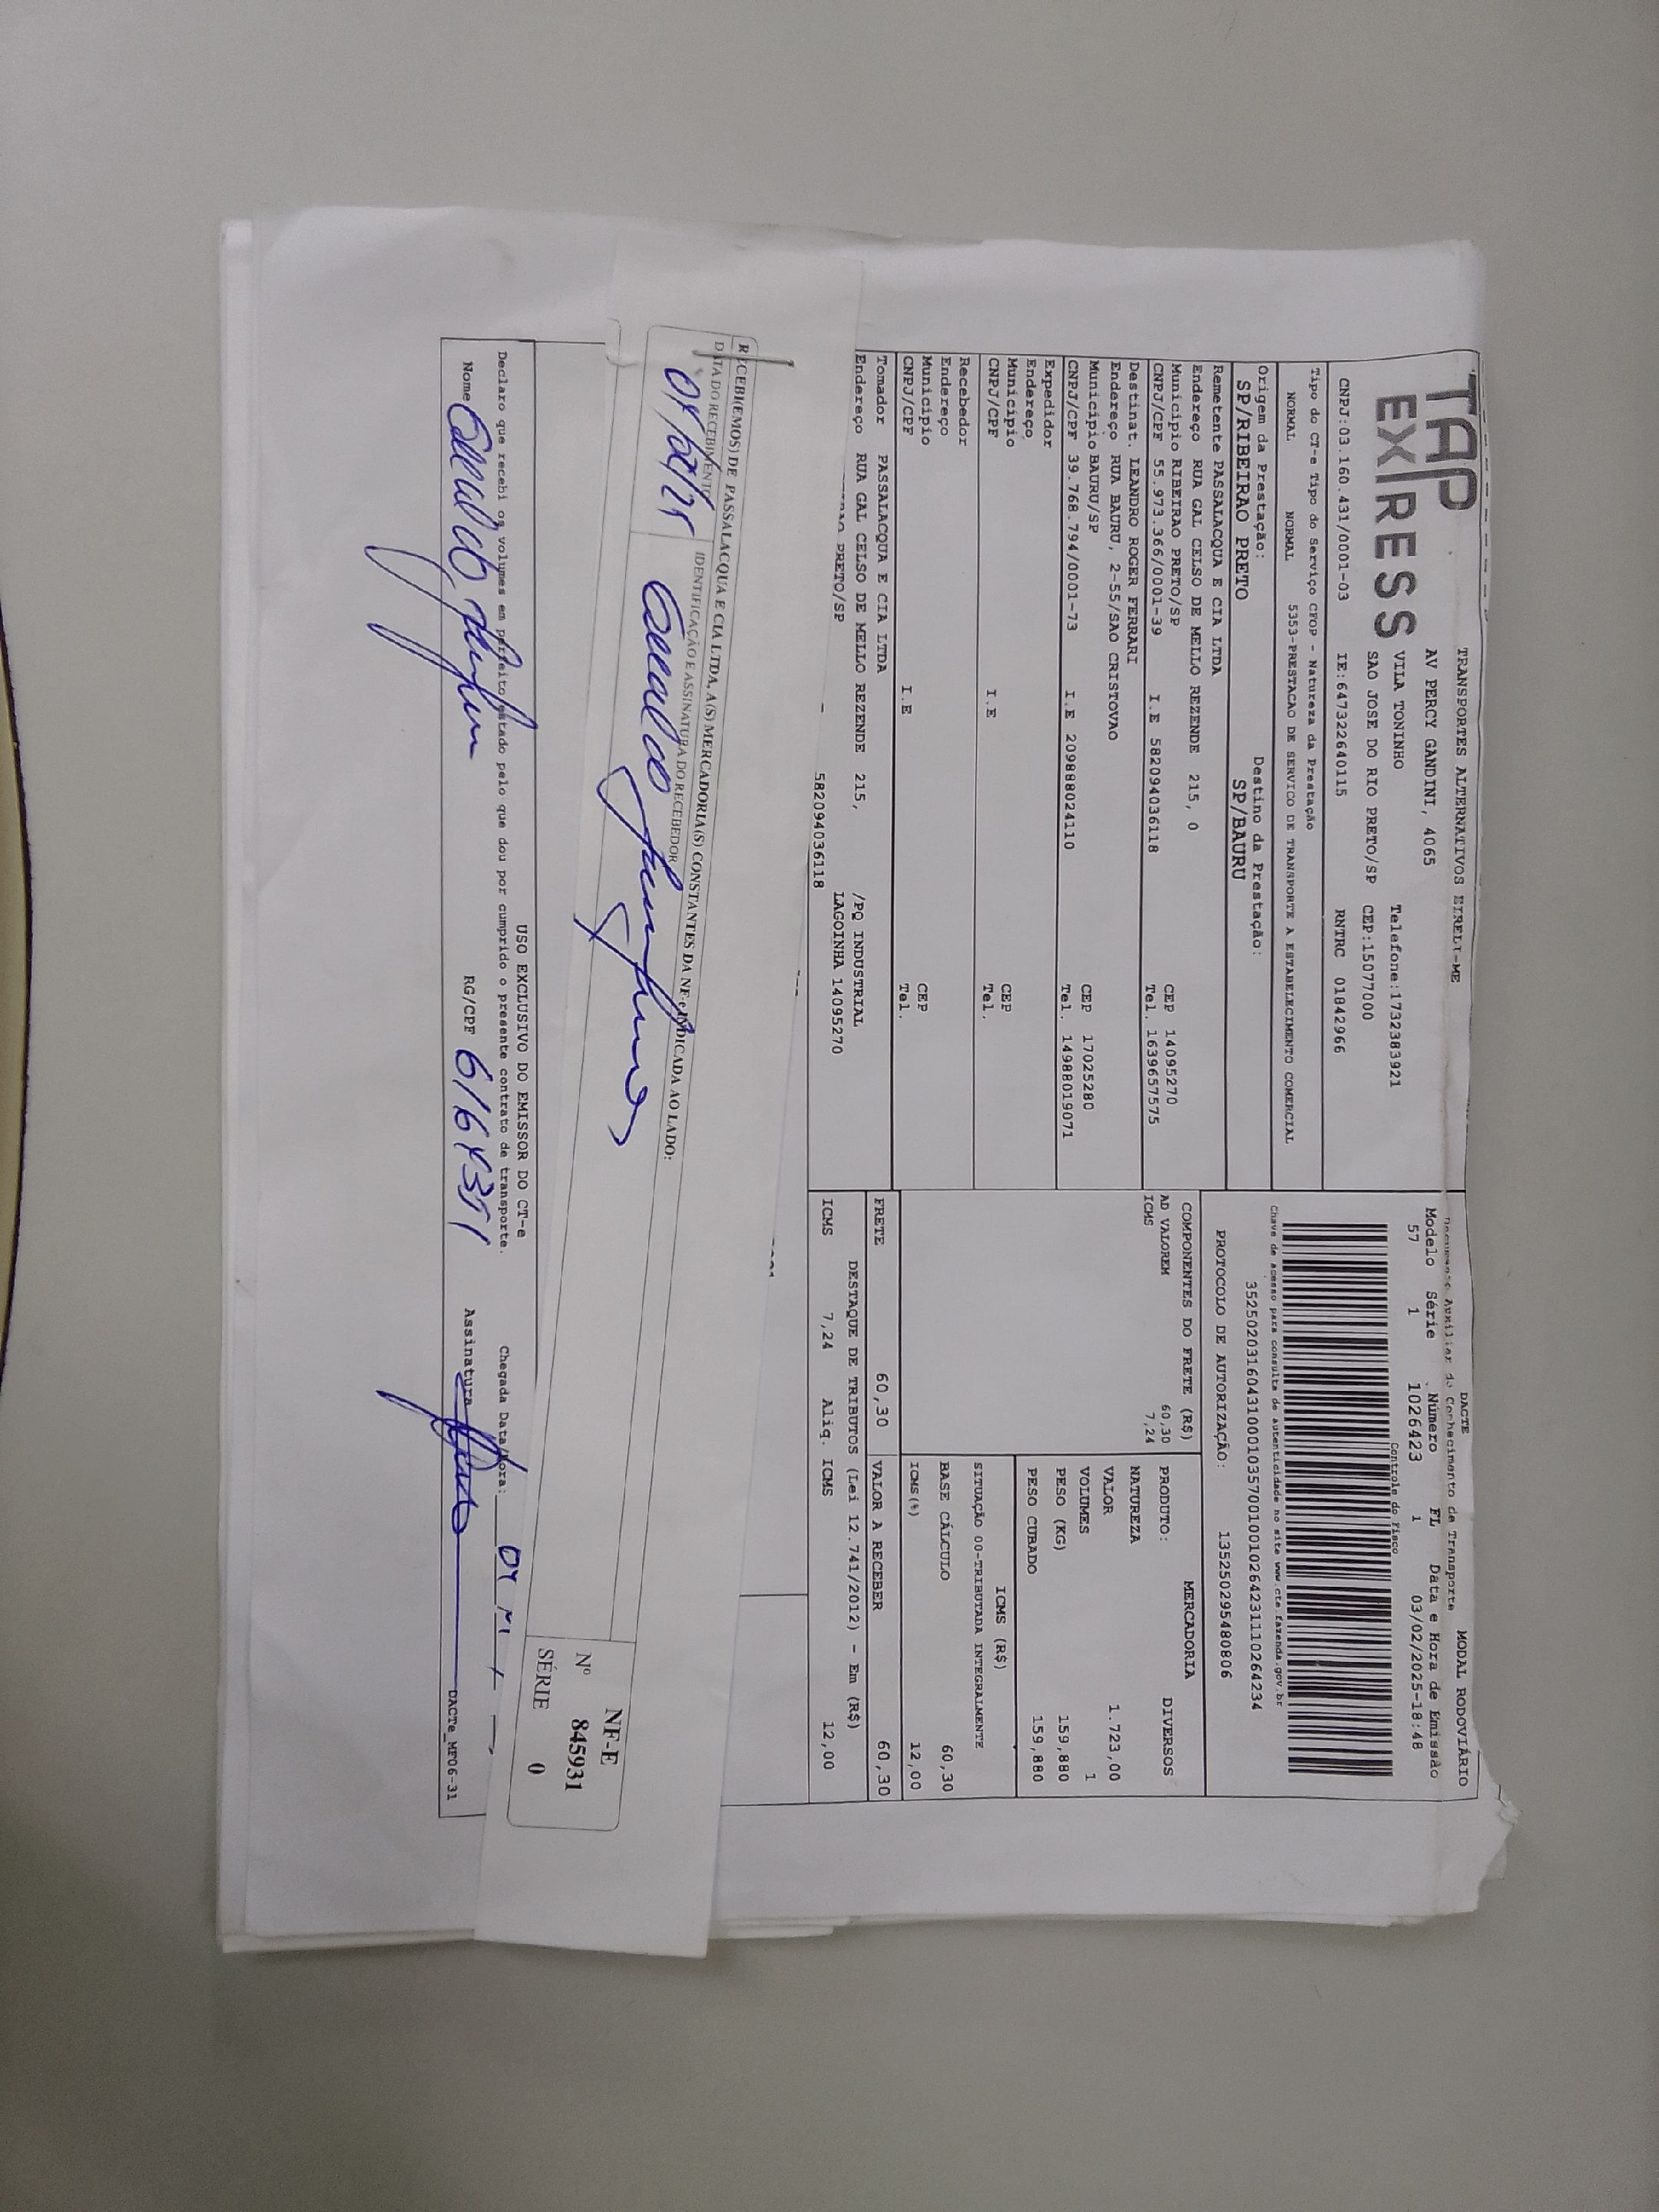 TAP
EXPRESS
TRANSPORTES ALTERNATIVOS EIRELI-ME
AV PERCY GANDINI, 4065
VILA TONINHO
Telefone:1732383921
SAO JOSE DO RIO PRETO/SP CEP:15077000
CNPJ:03.160.431/0001-03 IE:647322640115 RNTRC 01842966
DACTE MODAL RODOVIÁRIO
Documento Auxiliar do Conhecimento de Transporte
Modelo Série Número FL Data e Hora de Emissão
57 1 1026423 1 03/02/2025-18:48
Controle do Fisco
Chave de acesso para consulta de autenticidade no site www.cte.fazenda.gov.br
35250203160431000103570010010264231110264234
PROTOCOLO DE AUTORIZAÇÃO: 135250295480806
Tipo do CT-e Tipo do Serviço CFOP - Natureza da Prestação
NORMAL NORMAL 5353-PRESTACAO DE SERVICO DE TRANSPORTE A ESTABELECIMENTO COMERCIAL
Origem da Prestação: Destino da Prestação:
SP/RIBEIRAO PRETO SP/BAURU
Remetente PASSALACQUA E CIA LTDA
Endereço RUA GAL CELSO DE MELLO REZENDE 215, 0
Município RIBEIRAO PRETO/SP CEP 14095270
CNPJ/CPF 55.973.366/0001-39 I.E 582094036118 Tel. 1639657575
Destinat. LEANDRO ROGER FERRARI
Endereço RUA BAURU, 2-55/SAO CRISTOVAO
Município BAURU/SP CEP 17025280
CNPJ/CPF 39.768.794/0001-73 I.E 209888024110 Tel. 14988019071
Expedidor
Endereço
Município CEP
CNPJ/CPF I.E Tel.
Recebedor
Endereço
Município CEP
CNPJ/CPF I.E Tel.
Tomador PASSALACQUA E CIA LTDA
Endereço RUA GAL CELSO DE MELLO REZENDE 215, /PQ INDUSTRIAL
PRETO/SP LAGOINHA 14095270
582094036118
COMPONENTES DO FRETE (R$)
AD VALOREM 60,30
ICMS 7,24
MERCADORIA
PRODUTO: DIVERSOS
NATUREZA
VALOR 1.723,00
VOLUMES 1
PESO (KG) 159,880
PESO CUBADO 159,880
ICMS (R$)
SITUAÇÃO 00-TRIBUTADA INTEGRALMENTE
BASE CÁLCULO 60,30
ICMS(%) 12,00
FRETE 60,30 VALOR A RECEBER 60,30
DESTAQUE DE TRIBUTOS (Lei 12.741/2012) - Em (R$)
ICMS 7,24 Aliq. ICMS 12,00
RECEBI(EMOS) DE PASSALACQUA E CIA LTDA, A(S) MERCADORIA(S) CONSTANTES DA NF-e INDICADA AO LADO:
DATA DO RECEBIMENTO IDENTIFICAÇÃO E ASSINATURA DO RECEBEDOR
NF-E
Nº 845931
SÉRIE 0
USO EXCLUSIVO DO EMISSOR DO CT-e
Declaro que recebi os volumes em perfeito estado pelo que dou por cumprido o presente contrato de transporte. Chegada Data/Hora:
Nome RG/CPF Assinatura
DACTe_MF06-31